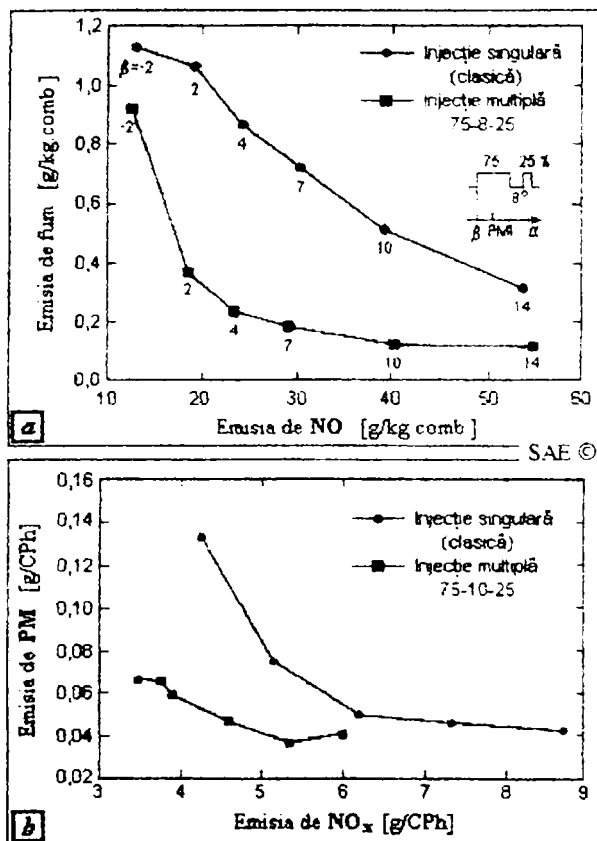 1,2
1,0
0,8
0,6
0,4
0,2
0,0
Emisia de fum [g/kg comb]
β=-2
2
4
7
10
14
-2
2
4
7
10
14
Injecție singulară
(clasică)
Injecție multiplă
75-8-25
75 25 %
8°
β PMI α
10 20 30 40 50 60
Emisia de NO [g/kg comb]
a
SAE ©
0,16
0,14
0,12
0,10
0,08
0,06
0,04
0,02
Emisia de PM [g/CPh]
Injecție singulară
(clasică)
Injecție multiplă
75-10-25
3 4 5 6 7 8 9
Emisia de NOx [g/CPh]
b